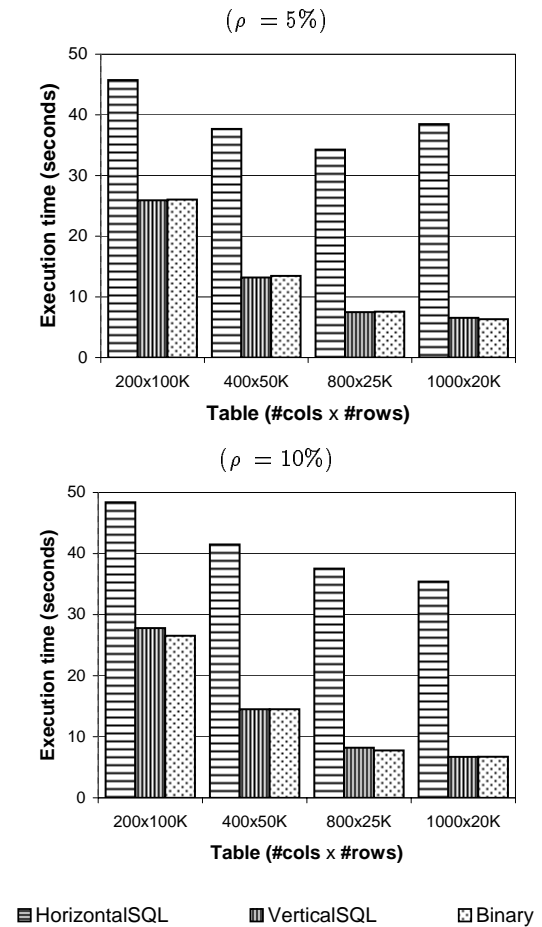 (ρ = 5%)
Execution time (seconds)
50
40
30
20
10
0
200x100K 400x50K 800x25K 1000x20K
Table (#cols x #rows)
(ρ = 10%)
Execution time (seconds)
50
40
30
20
10
0
200x100K 400x50K 800x25K 1000x20K
Table (#cols x #rows)
HorizontalSQL VerticalSQL Binary